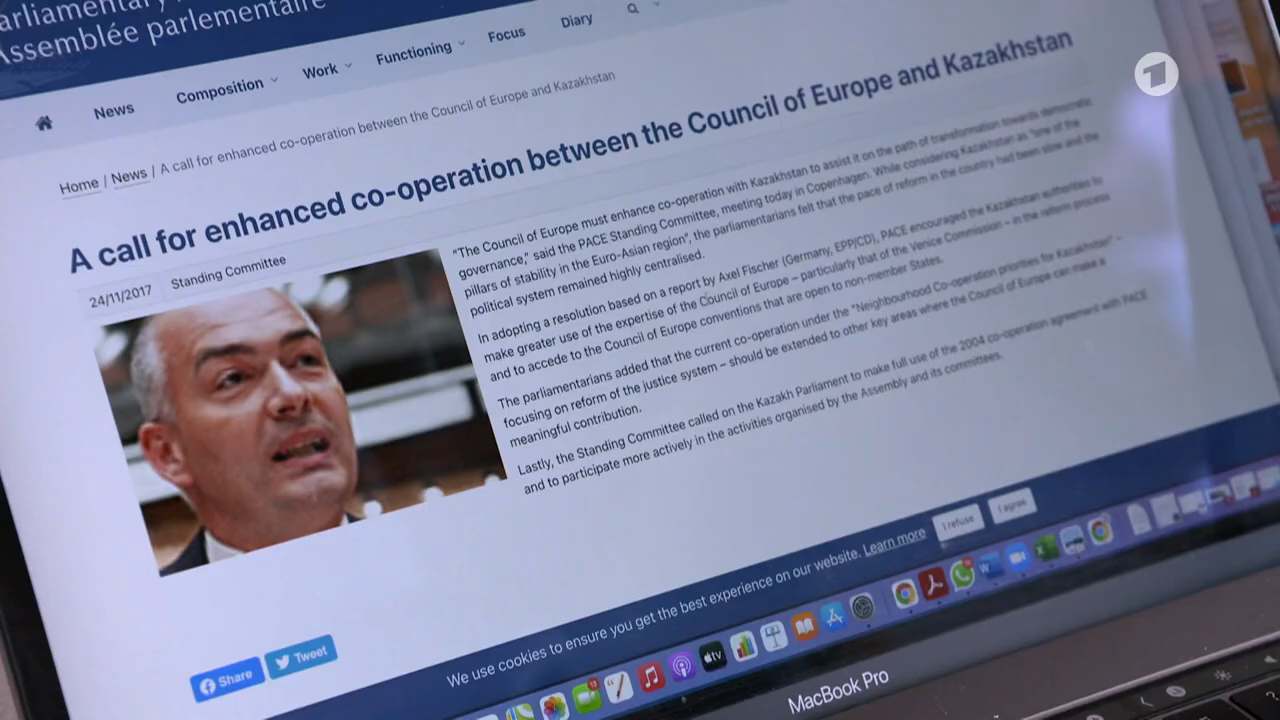 Parliamentary
Assemblée parlementaire
News Composition Work Functioning Focus Diary
Home / News / A call for enhanced co-operation between the Council of Europe and Kazakhstan
A call for enhanced co-operation between the Council of Europe and Kazakhstan
24/11/2017 Standing Committee
“The Council of Europe must enhance co-operation with Kazakhstan to assist it on the path of transformation towards democratic
governance,” said the PACE Standing Committee, meeting today in Copenhagen. While considering Kazakhstan as “one of the
pillars of stability in the Euro-Asian region”, the parliamentarians felt that the pace of reform in the country had been slow and the
political system remained highly centralised.
In adopting a resolution based on a report by Axel Fischer (Germany, EPP/CD), PACE encouraged the Kazakhstan authorities to
make greater use of the expertise of the Council of Europe – particularly that of the Venice Commission – in the reform process
and to accede to the Council of Europe conventions that are open to non-member States.
The parliamentarians added that the current co-operation under the “Neighbourhood Co-operation priorities for Kazakhstan” –
focusing on reform of the justice system – should be extended to other key areas where the Council of Europe can make a
meaningful contribution.
Lastly, the Standing Committee called on the Kazakh Parliament to make full use of the 2004 co-operation agreement with PACE
and to participate more actively in the activities organised by the Assembly and its committees.
Share Tweet
We use cookies to ensure you get the best experience on our website. Learn more I refuse I agree
tv
MacBook Pro
1